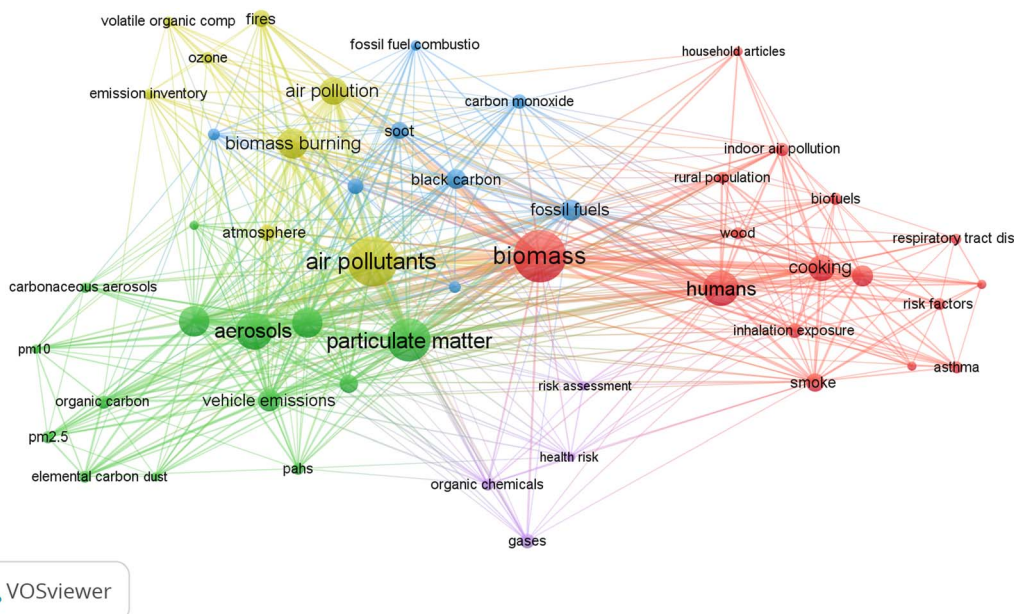 volatile organic comp
fires
ozone
fossil fuel combustio
household articles
emission inventory
air pollution
carbon monoxide
biomass burning
soot
indoor air pollution
black carbon
rural population
fossil fuels
biofuels
atmosphere
wood
respiratory tract dis
air pollutants
biomass
cooking
carbonaceous aerosols
humans
risk factors
aerosols
particulate matter
inhalation exposure
pm10
asthma
risk assessment
smoke
organic carbon
vehicle emissions
pm2.5
health risk
elemental carbon
dust
pahs
organic chemicals
gases
VOSviewer